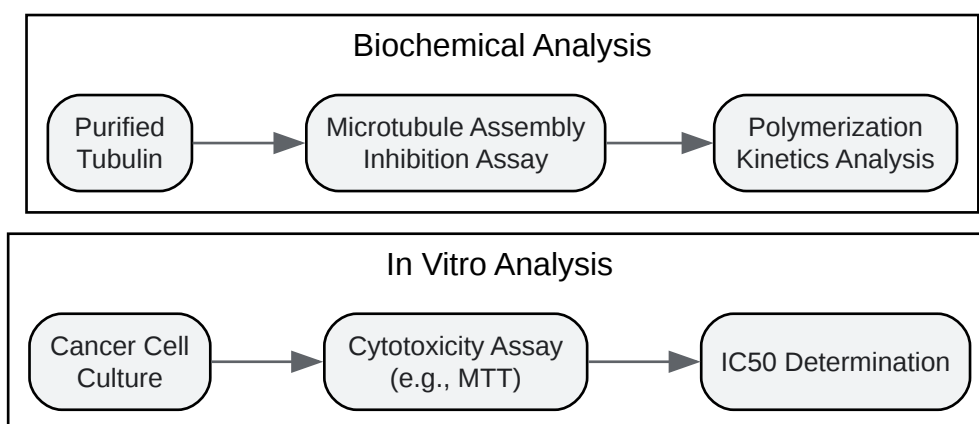 Biochemical Analysis
Purified
Tubulin
Microtubule Assembly
Inhibition Assay
Polymerization
Kinetics Analysis
In Vitro Analysis
Cancer Cell
Culture
Cytotoxicity Assay
(e.g., MTT)
IC50 Determination